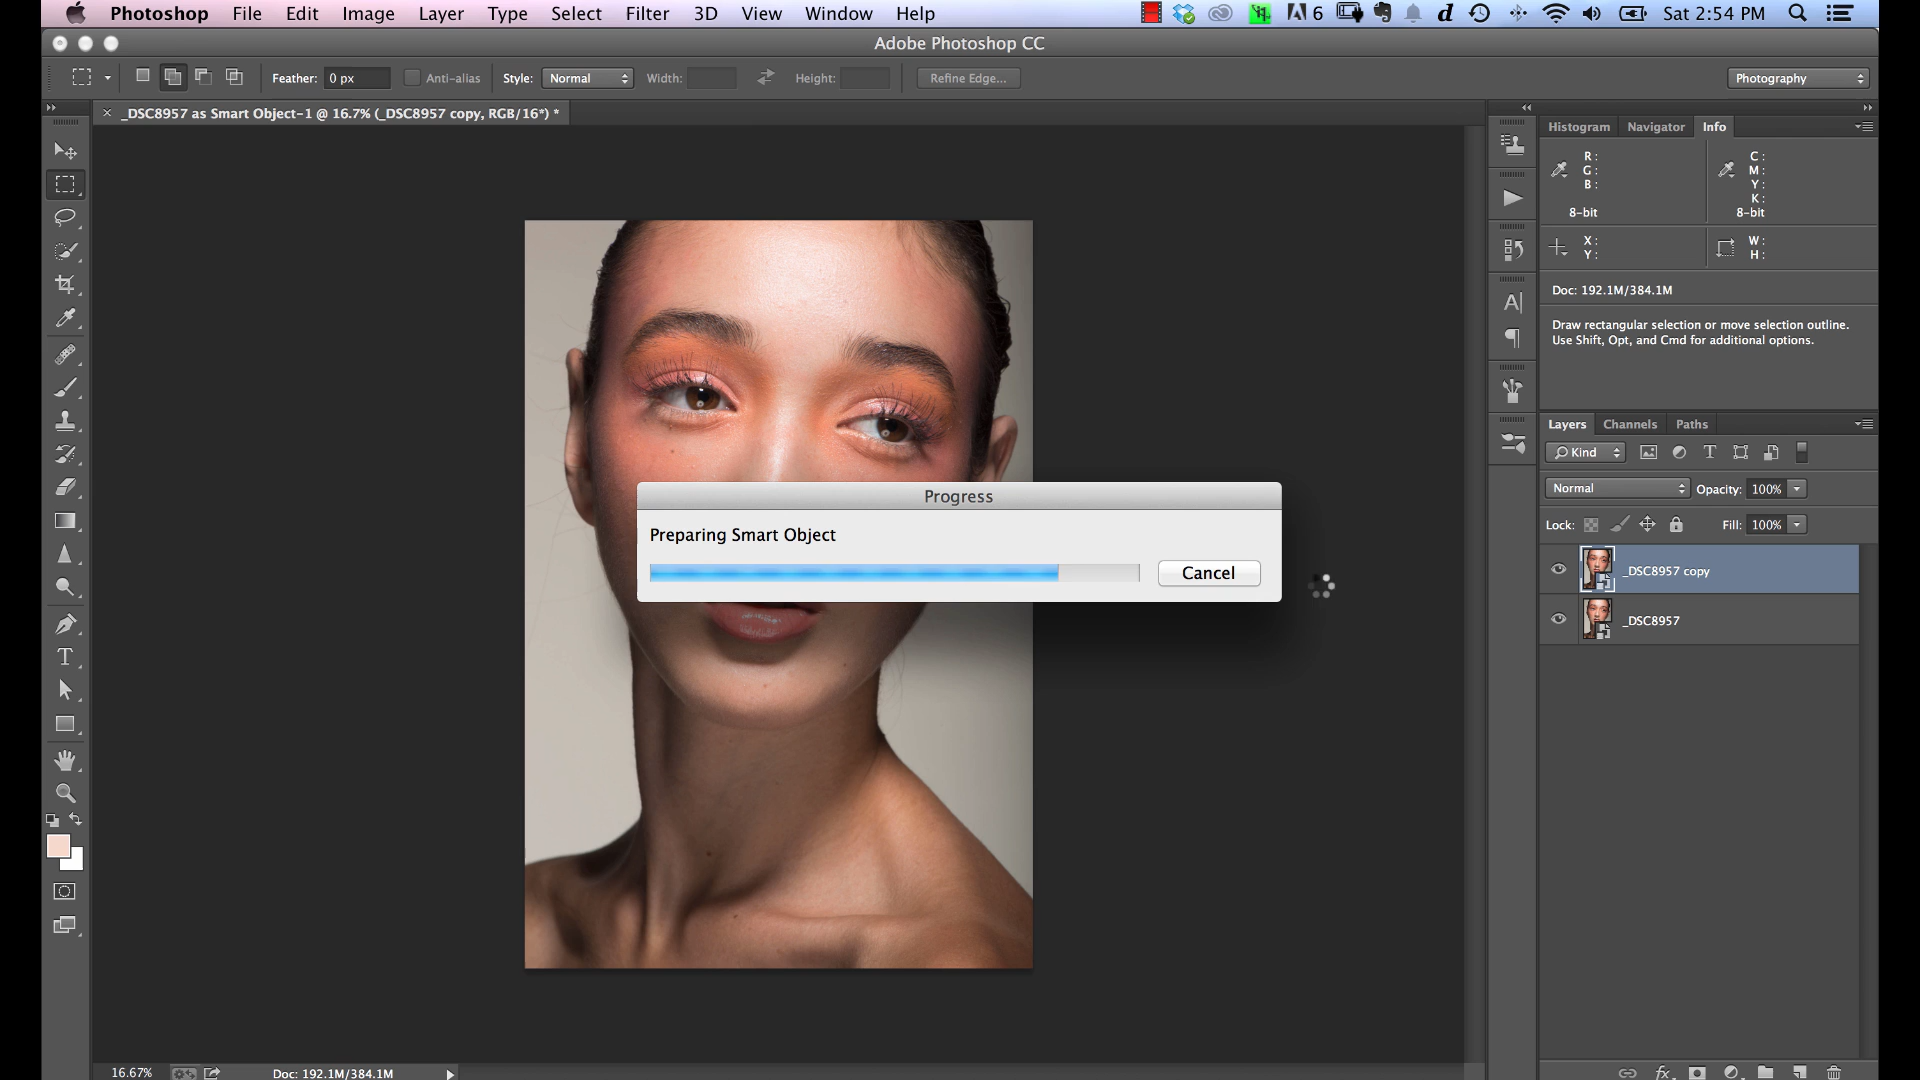 Photoshop File Edit Image Layer Type Select Filter 3D View Window Help 6 d Sat 2:54 PM
Adobe Photoshop CC
Feather: 0 px Anti-alias Style: Normal Width: Height: Refine Edge... Photography
_DSC8957 as Smart Object-1 @ 16.7% (_DSC8957 copy, RGB/16*) *
Histogram Navigator Info
R: C:
G: M:
B: Y:
K:
8-bit 8-bit
X: W:
Y: H:
Doc: 192.1M/384.1M
Draw rectangular selection or move selection outline.
Use Shift, Opt, and Cmd for additional options.
Layers Channels Paths
Kind
Normal Opacity: 100%
Lock: Fill: 100%
_DSC8957 copy
_DSC8957
Progress
Preparing Smart Object
Cancel
16.67% Doc: 192.1M/384.1M